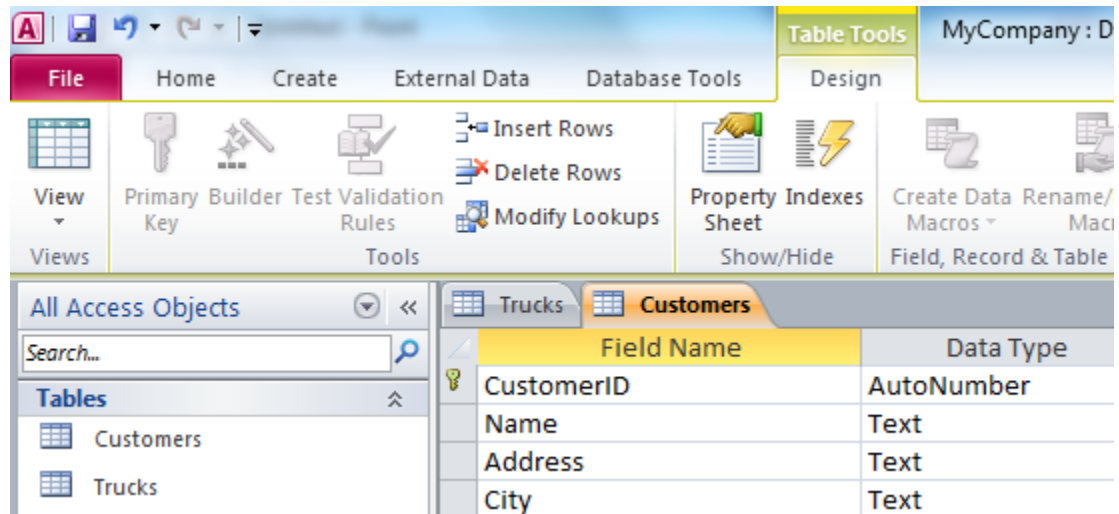 A
Table Tools MyCompany : D
File Home Create External Data Database Tools Design
View
Views
Primary Key
Builder
Test Validation Rules
Insert Rows
Delete Rows
Modify Lookups
Tools
Property Sheet
Indexes
Show/Hide
Create Data Macros
Rename/
Macr
Field, Record & Table
All Access Objects
Search...
Tables
Customers
Trucks
Trucks Customers
Field Name Data Type
CustomerID AutoNumber
Name Text
Address Text
City Text